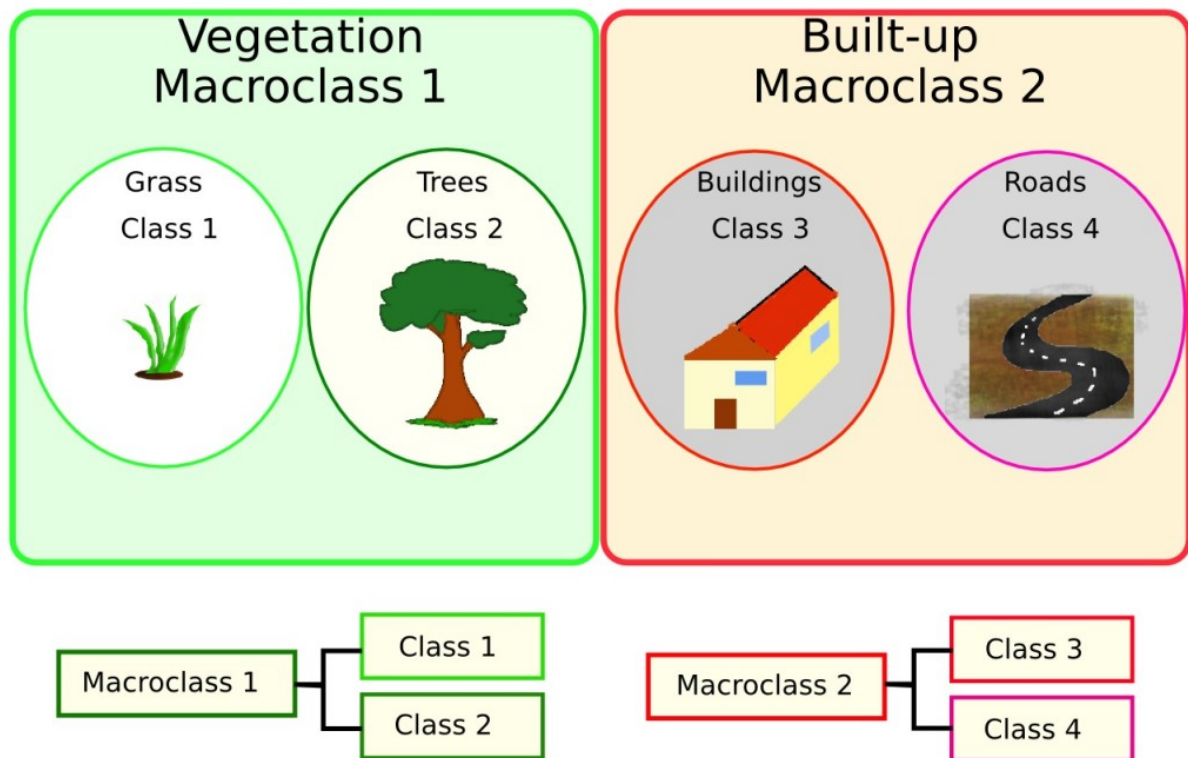 Vegetation
Macroclass 1
Grass
Class 1
Trees
Class 2
Built-up
Macroclass 2
Buildings
Class 3
Roads
Class 4
Macroclass 1
Class 1
Class 2
Macroclass 2
Class 3
Class 4